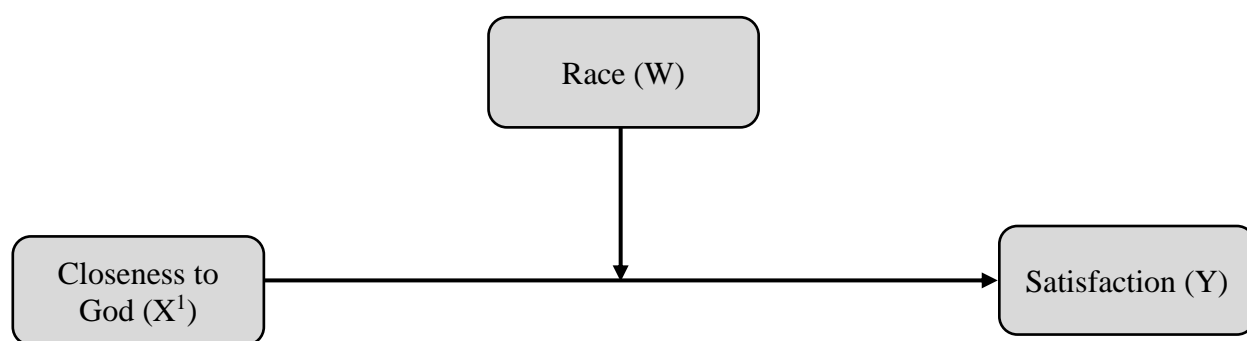 Race (W)
Closeness to
God (X¹)
Satisfaction (Y)